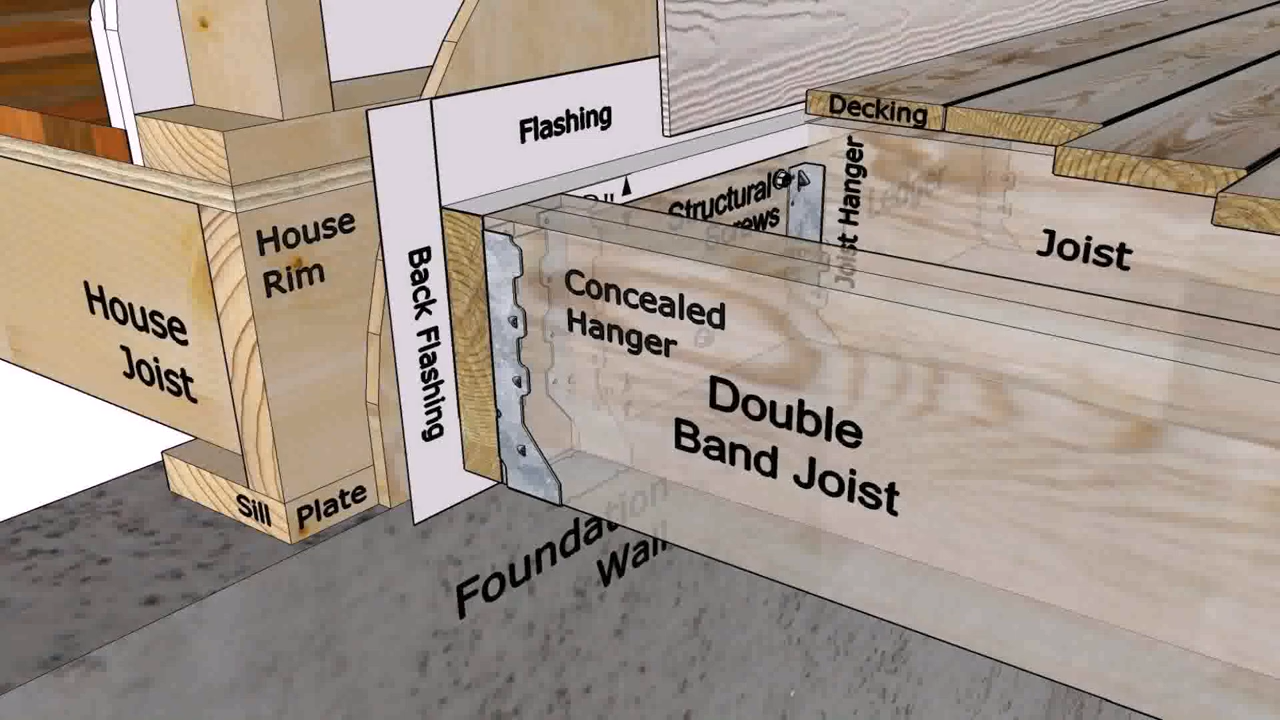 Flashing
Decking
Joist Hanger
Structural
Ledger
House
Rim
Joist
Back Flashing
Concealed
Hanger
House
Joist
Double
Band Joist
Sill Plate
Foundation
Wall